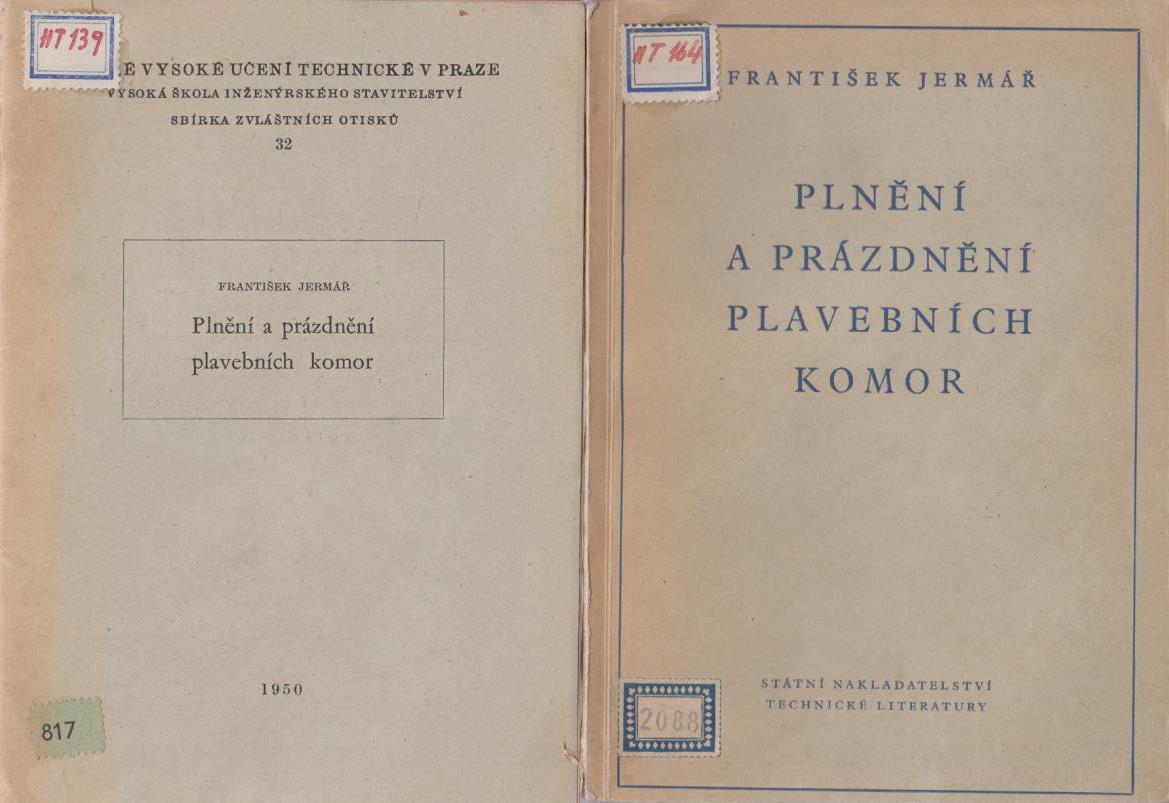 HT 139
É VYSOKÉ UČENÍ TECHNICKÉ V PRAZE
VYSOKÁ ŠKOLA INŽENÝRSKÉHO STAVITELSTVÍ
SBÍRKA ZVLÁŠTNÍCH OTISKŮ
32
FRANTIŠEK JERMÁŘ
Plnění a prázdnění
plavebních komor
1950
817
HT 164
FRANTIŠEK JERMÁŘ
PLNĚNÍ
A PRÁZDNĚNÍ
PLAVEBNÍCH
KOMOR
STÁTNÍ NAKLADATELSTVÍ
TECHNICKÉ LITERATURY
2088